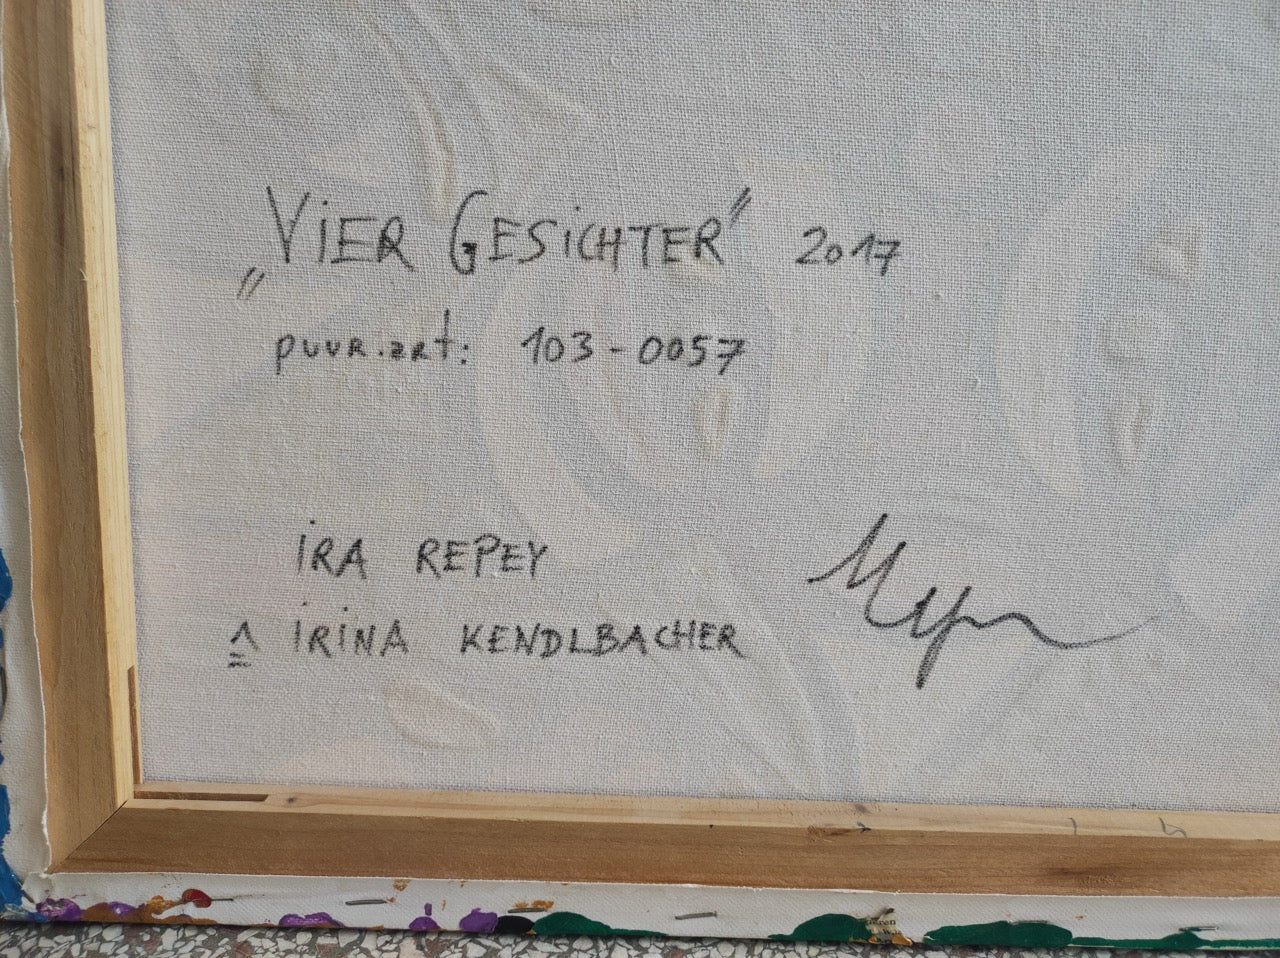 „VIER GESICHTER" 2017
puur.art: 103-0057
IRA REPEY
≙ IRINA KENDLBACHER